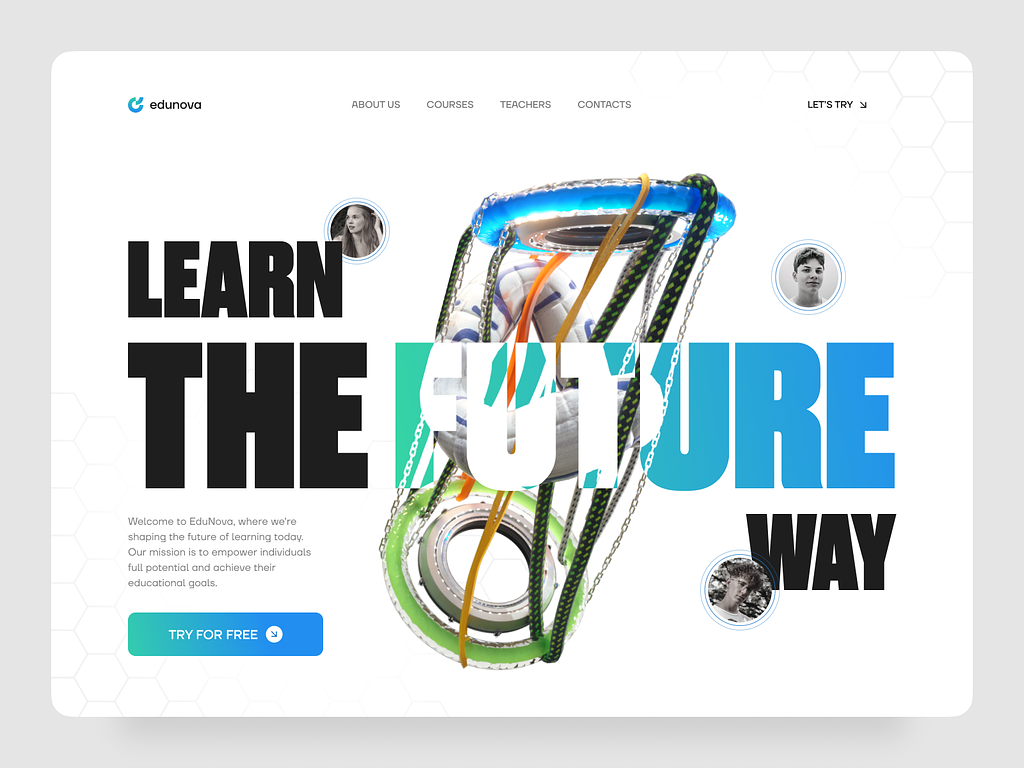 edunova
ABOUT US
COURSES
TEACHERS
CONTACTS
LET'S TRY
LEARN
THE FUTURE
WAY
Welcome to EduNova, where we're
shaping the future of learning today.
Our mission is to empower individuals
full potential and achieve their
educational goals.
TRY FOR FREE